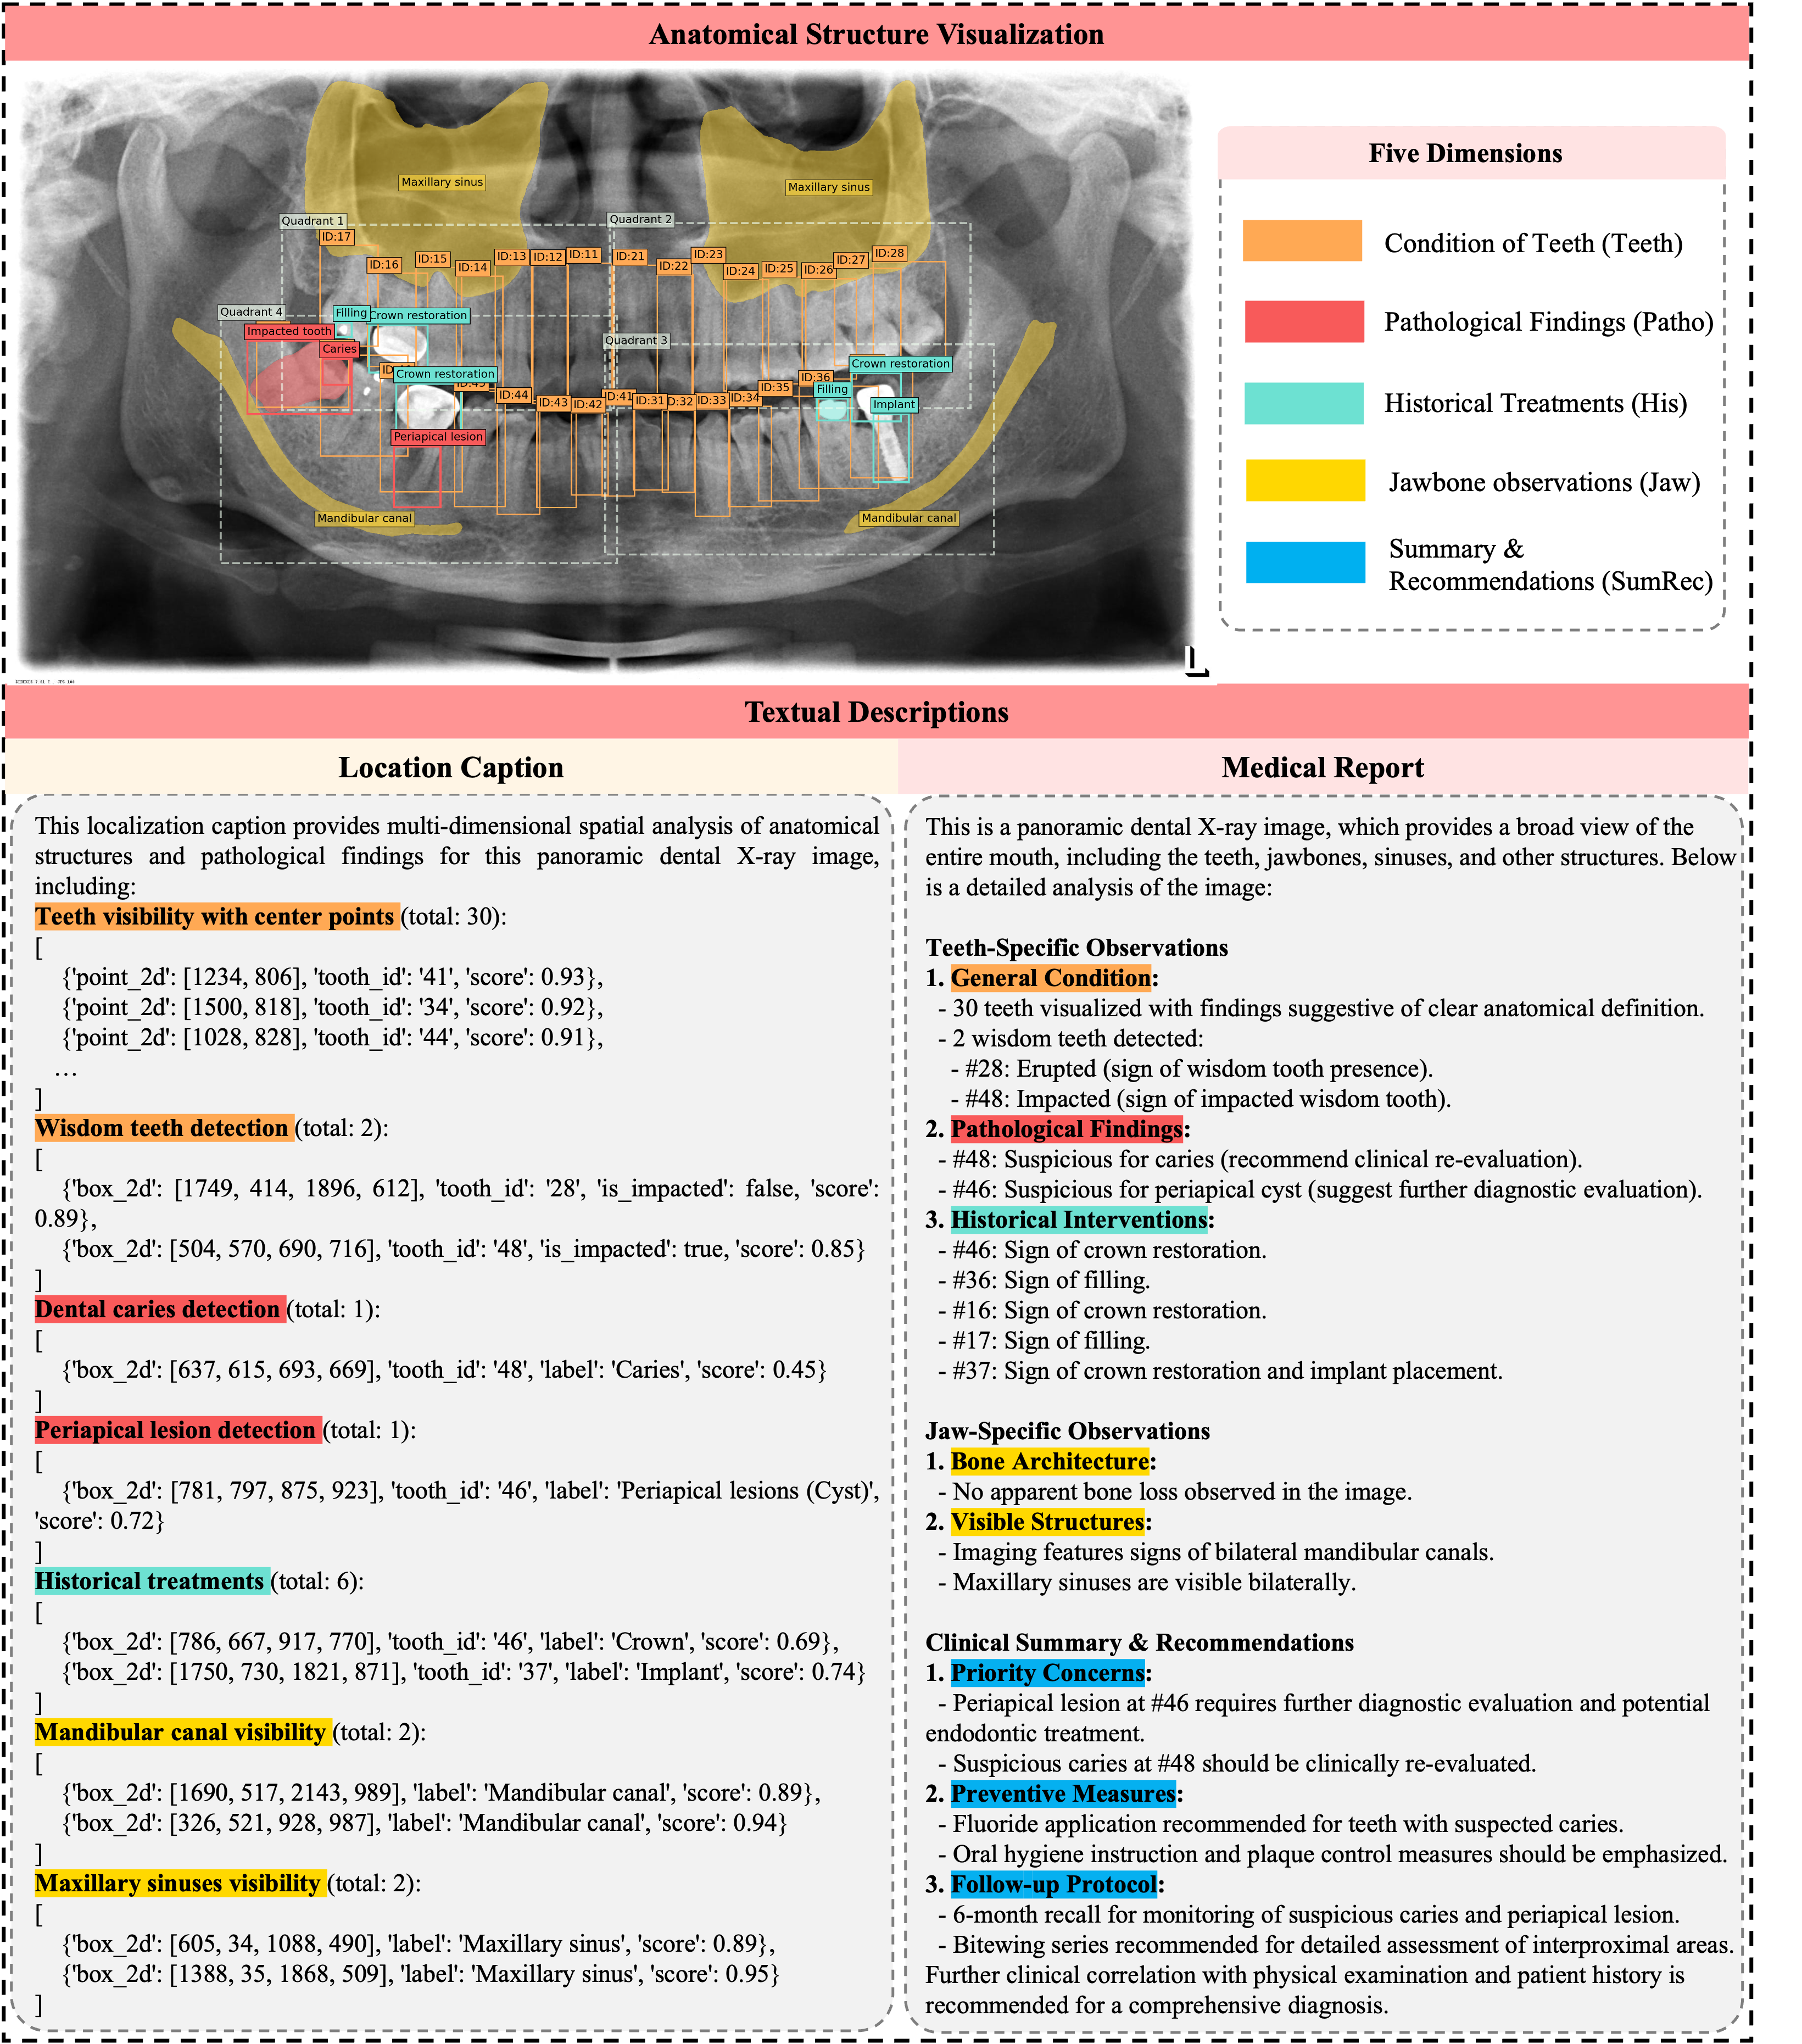 Anatomical Structure Visualization
Maxillary sinus
Maxillary sinus
Quadrant 1
Quadrant 2
ID:17
ID:16
ID:15
ID:14
ID:13
ID:12
ID:11
ID:21
ID:22
ID:23
ID:24
ID:25
ID:26
ID:27
ID:28
Quadrant 4
Filling
Crown restoration
Impacted tooth
Caries
Quadrant 3
Crown restoration
Crown restoration
ID:44
ID:43
ID:42
ID:41
ID:31
ID:32
ID:33
ID:34
ID:35
ID:36
Filling
Implant
Periapical lesion
Mandibular canal
Mandibular canal
L
Five Dimensions
Condition of Teeth (Teeth)
Pathological Findings (Patho)
Historical Treatments (His)
Jawbone observations (Jaw)
Summary &
Recommendations (SumRec)
Textual Descriptions
Location Caption
This localization caption provides multi-dimensional spatial analysis of anatomical
structures and pathological findings for this panoramic dental X-ray image,
including:
Teeth visibility with center points (total: 30):
[
{'point_2d': [1234, 806], 'tooth_id': '41', 'score': 0.93},
{'point_2d': [1500, 818], 'tooth_id': '34', 'score': 0.92},
{'point_2d': [1028, 828], 'tooth_id': '44', 'score': 0.91},
…
]
Wisdom teeth detection (total: 2):
[
{'box_2d': [1749, 414, 1896, 612], 'tooth_id': '28', 'is_impacted': false, 'score':
0.89},
{'box_2d': [504, 570, 690, 716], 'tooth_id': '48', 'is_impacted': true, 'score': 0.85}
]
Dental caries detection (total: 1):
[
{'box_2d': [637, 615, 693, 669], 'tooth_id': '48', 'label': 'Caries', 'score': 0.45}
]
Periapical lesion detection (total: 1):
[
{'box_2d': [781, 797, 875, 923], 'tooth_id': '46', 'label': 'Periapical lesions (Cyst)',
'score': 0.72}
]
Historical treatments (total: 6):
[
{'box_2d': [786, 667, 917, 770], 'tooth_id': '46', 'label': 'Crown', 'score': 0.69},
{'box_2d': [1750, 730, 1821, 871], 'tooth_id': '37', 'label': 'Implant', 'score': 0.74}
]
Mandibular canal visibility (total: 2):
[
{'box_2d': [1690, 517, 2143, 989], 'label': 'Mandibular canal', 'score': 0.89},
{'box_2d': [326, 521, 928, 987], 'label': 'Mandibular canal', 'score': 0.94}
]
Maxillary sinuses visibility (total: 2):
[
{'box_2d': [605, 34, 1088, 490], 'label': 'Maxillary sinus', 'score': 0.89},
{'box_2d': [1388, 35, 1868, 509], 'label': 'Maxillary sinus', 'score': 0.95}
]
Medical Report
This is a panoramic dental X-ray image, which provides a broad view of the
entire mouth, including the teeth, jawbones, sinuses, and other structures. Below
is a detailed analysis of the image:
Teeth-Specific Observations
1. General Condition:
- 30 teeth visualized with findings suggestive of clear anatomical definition.
- 2 wisdom teeth detected:
- #28: Erupted (sign of wisdom tooth presence).
- #48: Impacted (sign of impacted wisdom tooth).
2. Pathological Findings:
- #48: Suspicious for caries (recommend clinical re-evaluation).
- #46: Suspicious for periapical cyst (suggest further diagnostic evaluation).
3. Historical Interventions:
- #46: Sign of crown restoration.
- #36: Sign of filling.
- #16: Sign of crown restoration.
- #17: Sign of filling.
- #37: Sign of crown restoration and implant placement.
Jaw-Specific Observations
1. Bone Architecture:
- No apparent bone loss observed in the image.
2. Visible Structures:
- Imaging features signs of bilateral mandibular canals.
- Maxillary sinuses are visible bilaterally.
Clinical Summary & Recommendations
1. Priority Concerns:
- Periapical lesion at #46 requires further diagnostic evaluation and potential
endodontic treatment.
- Suspicious caries at #48 should be clinically re-evaluated.
2. Preventive Measures:
- Fluoride application recommended for teeth with suspected caries.
- Oral hygiene instruction and plaque control measures should be emphasized.
3. Follow-up Protocol:
- 6-month recall for monitoring of suspicious caries and periapical lesion.
- Bitewing series recommended for detailed assessment of interproximal areas.
Further clinical correlation with physical examination and patient history is
recommended for a comprehensive diagnosis.